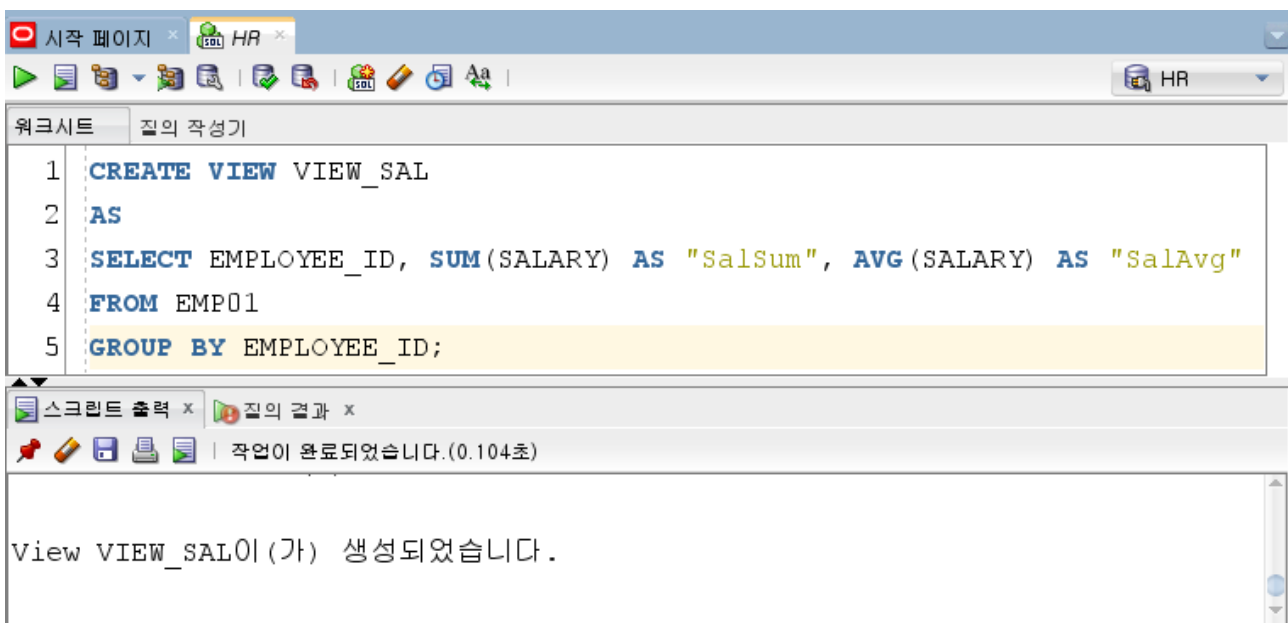 시작 페이지 HR
HR
워크시트 질의 작성기
1 CREATE VIEW VIEW_SAL
2 AS
3 SELECT EMPLOYEE_ID, SUM(SALARY) AS "SalSum", AVG(SALARY) AS "SalAvg"
4 FROM EMP01
5 GROUP BY EMPLOYEE_ID;
스크립트 출력 x 질의 결과 x
작업이 완료되었습니다.(0.104초)
View VIEW_SAL이(가) 생성되었습니다.